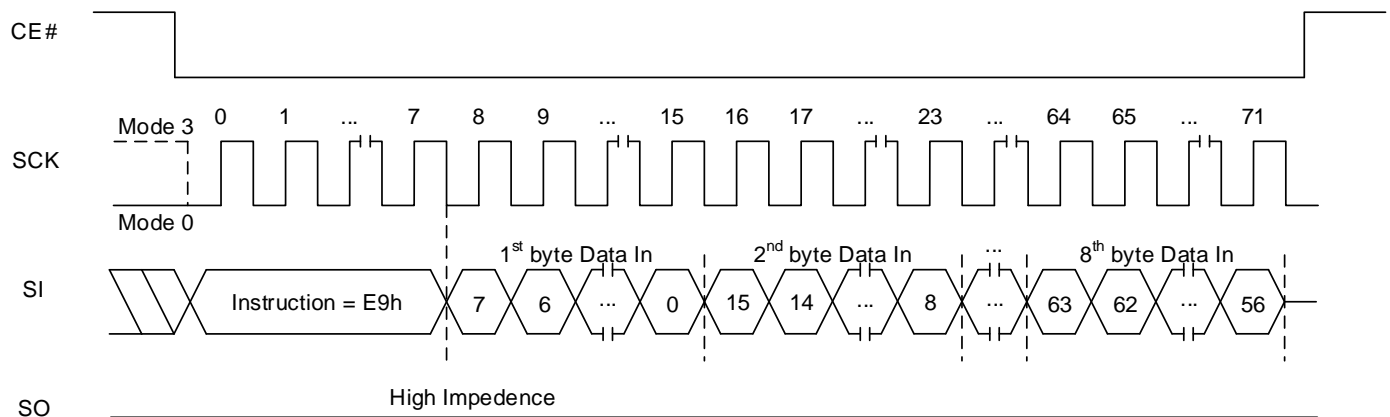 CE#
0 1 ... 7 8 9 ... 15 16 17 ... 23 ... 64 65 ... 71
Mode 3
SCK
Mode 0
1st byte Data In 2nd byte Data In ... 8th byte Data In
SI Instruction = E9h 7 6 ... 0 15 14 ... 8 ... 63 62 ... 56
High Impedence
SO